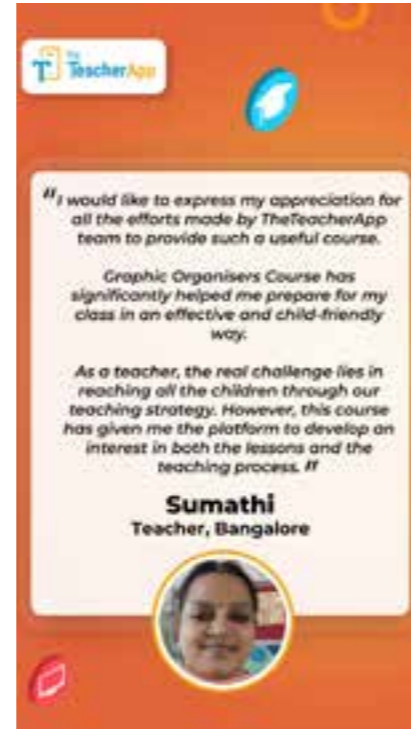 The
TeacherApp
"I would like to express my appreciation for
all the efforts made by TheTeacherApp
team to provide such a useful course.
Graphic Organisers Course has
significantly helped me prepare for my
class in an effective and child-friendly
way.
As a teacher, the real challenge lies in
reaching all the children through our
teaching strategy. However, this course
has given me the platform to develop an
interest in both the lessons and the
teaching process. "
Sumathi
Teacher, Bangalore